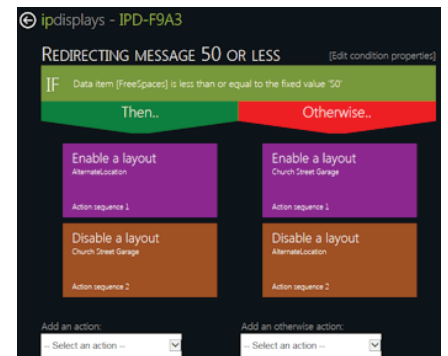 ipdisplays - IPD-F9A3
REDIRECTING MESSAGE 50 OR LESS
[Edit condition properties]
IF Data item [FreeSpaces] is less than or equal to the fixed value '50'
Then..
Otherwise..
Enable a layout
AlternateLocation
Action sequence 1
Enable a layout
Church Street Garage
Action sequence 1
Disable a layout
Church Street Garage
Action sequence 2
Disable a layout
AlternateLocation
Action sequence 2
Add an action:
-- Select an action --
Add an otherwise action:
-- Select an action --